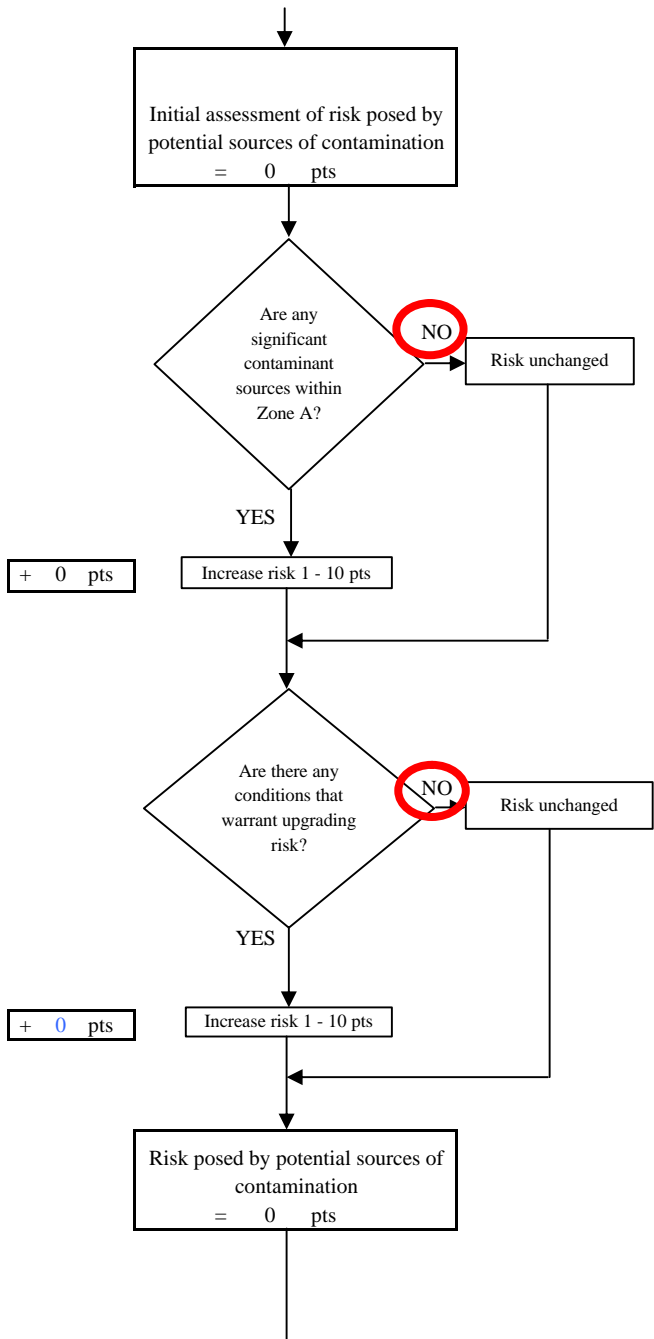 Initial assessment of risk posed by
potential sources of contamination
= 0 pts
Are any
significant
contaminant
sources within
Zone A?
NO
Risk unchanged
YES
+ 0 pts
Increase risk 1 - 10 pts
Are there any
conditions that
warrant upgrading
risk?
NO
Risk unchanged
YES
+ 0 pts
Increase risk 1 - 10 pts
Risk posed by potential sources of
contamination
= 0 pts